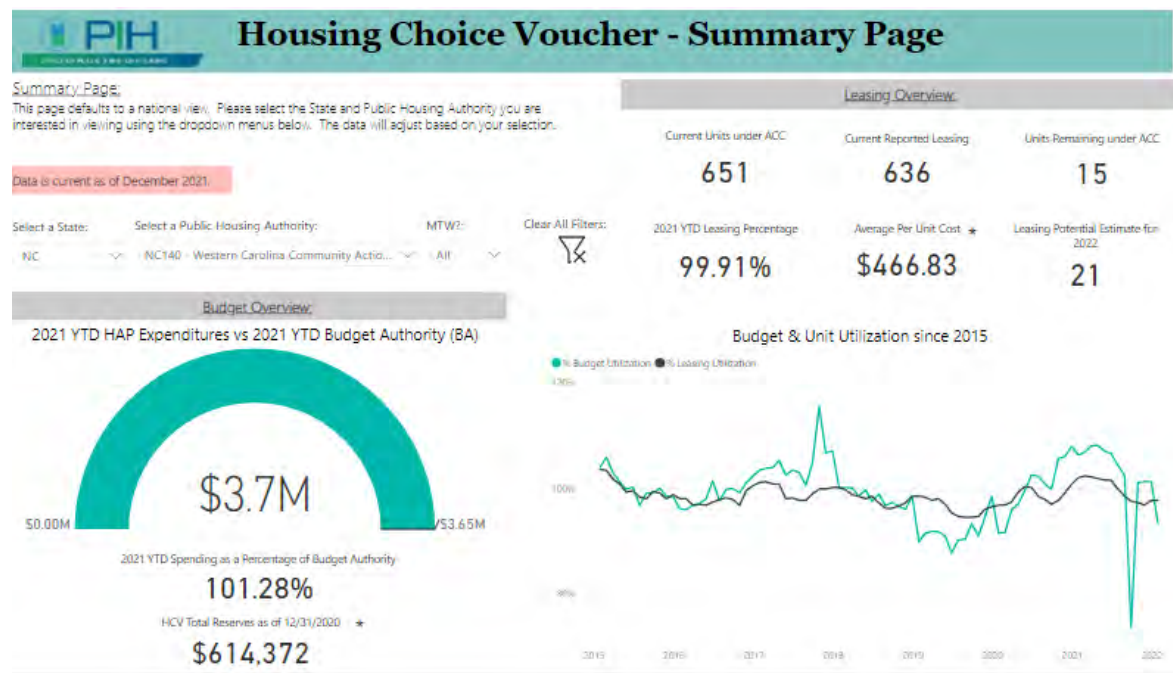 PIH
Housing Choice Voucher - Summary Page
Summary Page:
This page defaults to a national view. Please select the State and Public Housing Authority you are
interested in viewing using the dropdown menus below. The data will adjust based on your selection.
Data is current as of December 2021.
Select a State:
Select a Public Housing Authority:
MTW?:
Clear All Filters:
NC
NC140 - Western Carolina Community Actio...
All
Leasing Overview:
Current Units under ACC
Current Reported Leasing
Units Remaining under ACC
651
636
15
2021 YTD Leasing Percentage
Average Per Unit Cost ★
Leasing Potential Estimate for
2022
99.91%
$466.83
21
Budget Overview:
2021 YTD HAP Expenditures vs 2021 YTD Budget Authority (BA)
$3.7M
$0.00M
$3.65M
2021 YTD Spending as a Percentage of Budget Authority
101.28%
HCV Total Reserves as of 12/31/2020 ★
$614,372
Budget & Unit Utilization since 2015
% Budget Utilization
% Leasing Utilization
120%
100%
80%
2015
2016
2017
2018
2019
2020
2021
2022